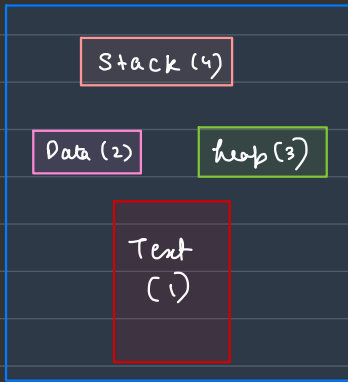 Stack (4)
Data (2)
heap (3)
Text
(1)